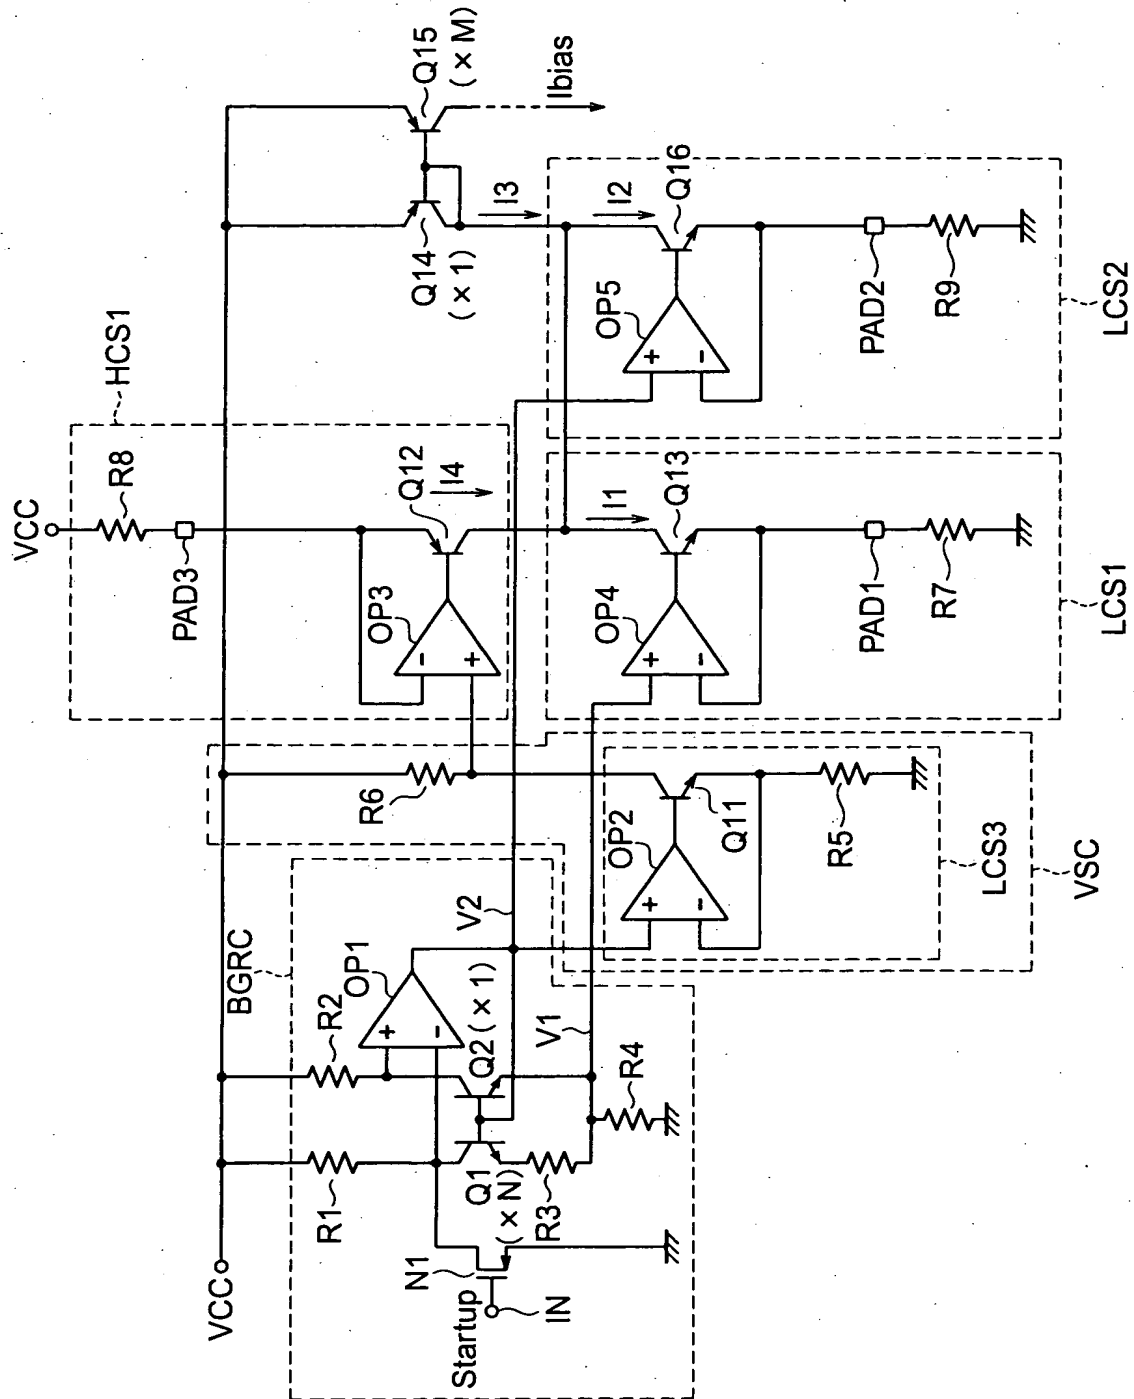 VCC
R8
HCS1
PAD3
Q12
I4
OP3
-
+
Q15
(×M)
Ibias
Q14
(×1)
I3
I2
Q16
OP5
+
-
PAD2
R9
LCS2
I1
Q13
OP4
+
-
PAD1
R7
LCS1
R6
OP2
+
-
Q11
R5
LCS3
VSC
VCC
BGRC
R1
R2
OP1
+
-
V2
Q2(×1)
Q1
(×N)
R3
V1
R4
N1
Startup
IN